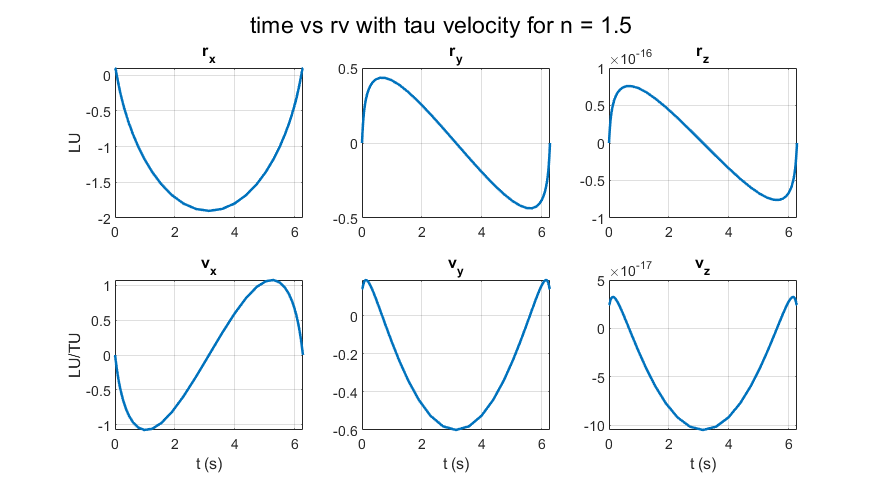 time vs rv with tau velocity for n = 1.5
r_x
r_y
r_z
LU
0
-0.5
-1
-1.5
-2
0 2 4 6
0.5
0
-0.5
0 2 4 6
×10^-16
1
0.5
0
-0.5
-1
0 2 4 6
v_x
v_y
v_z
LU/TU
1
0.5
0
-0.5
-1
0 2 4 6
t (s)
0
-0.2
-0.4
-0.6
0 2 4 6
t (s)
×10^-17
5
0
-5
-10
0 2 4 6
t (s)